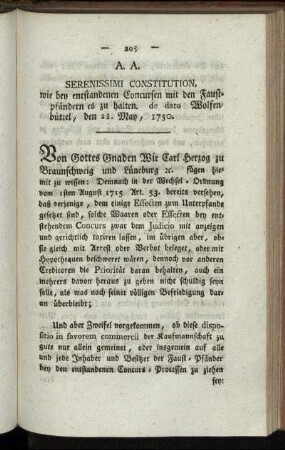 — 205 —
A. A.
SERENISSIMI CONSTITUTION,
wie bey entstandenen Concursen mit den Faust-
pfändern es zu halten. de dato Wolfen-
büttel, den 21. May, 1750.
Von Gottes Gnaden Wir Carl Herzog zu
Braunschweig und Lüneburg ꝛc. fügen hie-
mit zu wissen: Demnach in der Wechsel-Ordnung
vom 1sten August 1715 Art. 53. bereits versehen,
daß derjenige, dem einige Effecten zum Unterpfande
gesetzt sind, solche Waaren oder Effecten bey ent-
stehendem Concurs zwar dem Judicio mit anzeigen
und gerichtlich taxiren lassen, im übrigen aber, ob-
sie gleich mit Arrest oder Verbot beleget, oder mit
Hypothequen beschweret wären, dennoch vor anderen
Creditoren die Priorität daran behalten, auch ein
mehrers davon heraus zu geben nicht schuldig seyn
solle, als was nach seiner völligen Befriedigung dar-
an überbleibt;
Und aber Zweifel vorgekommen, ob diese dispo-
sitio in favorem commercii der Kaufmannschaft zu
gute nur allein gemeinet, oder insgemein auf alle
und jede Inhaber und Besitzer der Faust-Pfänder
bey den entstandenen Concurs-Processen zu ziehen
sey: